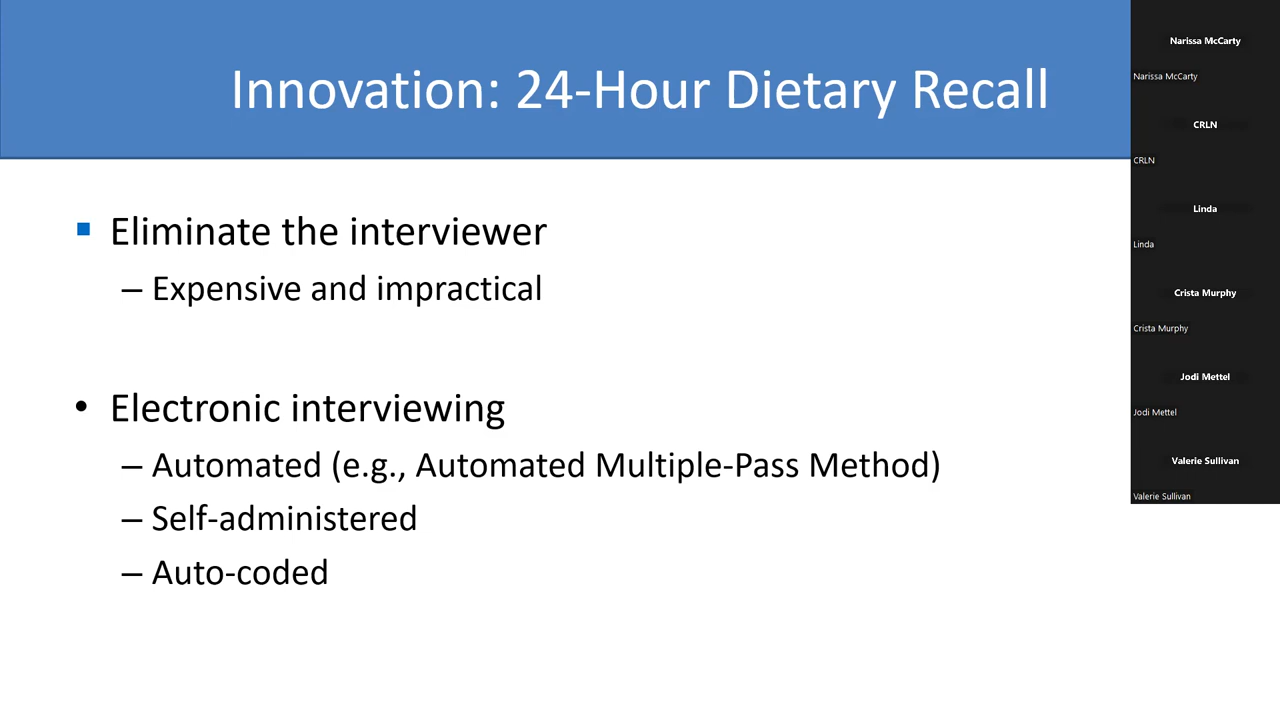 Innovation: 24-Hour Dietary Recall
▪ Eliminate the interviewer
– Expensive and impractical
• Electronic interviewing
– Automated (e.g., Automated Multiple-Pass Method)
– Self-administered
– Auto-coded
Narissa McCarty
Narissa McCarty
CRLN
CRLN
Linda
Linda
Crista Murphy
Crista Murphy
Jodi Mettel
Jodi Mettel
Valerie Sullivan
Valerie Sullivan